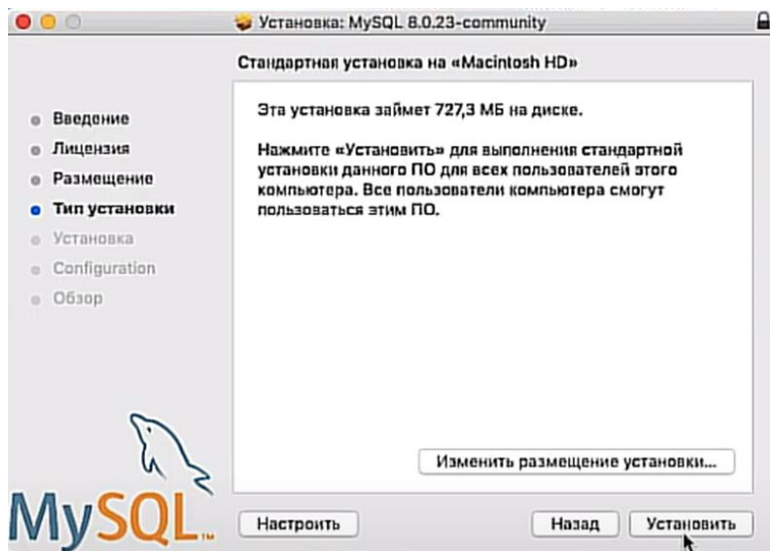 Установка: MySQL 8.0.23-community
Стандартная установка на «Macintosh HD»
Введение
Лицензия
Размещение
Тип установки
Установка
Configuration
Обзор
Эта установка займет 727,3 МБ на диске.
Нажмите «Установить» для выполнения стандартной
установки данного ПО для всех пользователей этого
компьютера. Все пользователи компьютера смогут
пользоваться этим ПО.
Изменить размещение установки...
MySQL™
Настроить
Назад
Установить